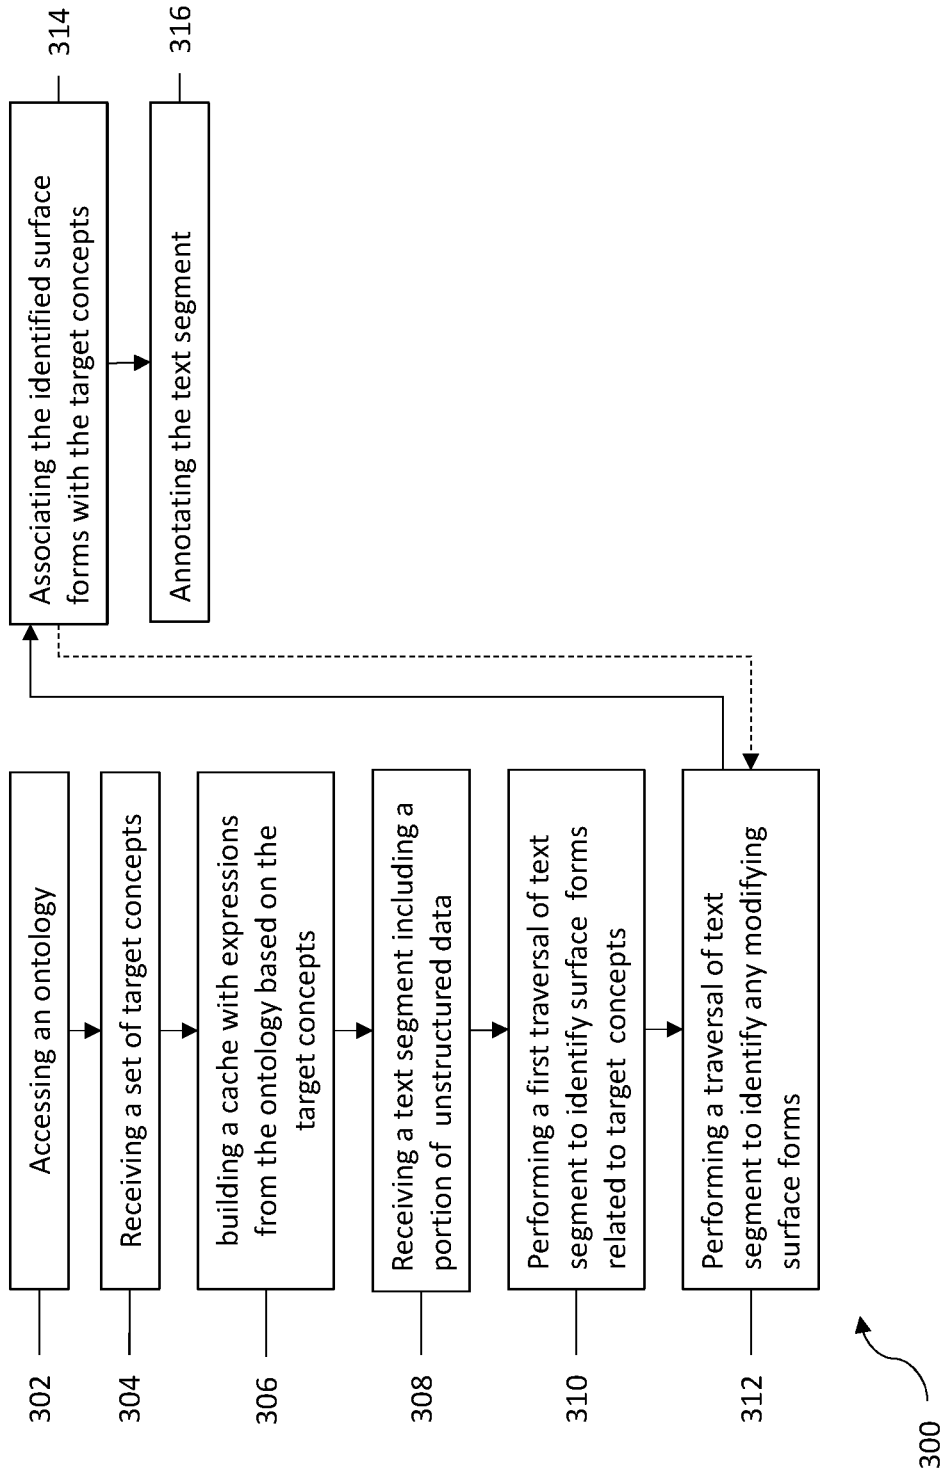 302
Accessing an ontology
304
Receiving a set of target concepts
306
building a cache with expressions
from the ontology based on the
target concepts
308
Receiving a text segment including a
portion of unstructured data
310
Performing a first traversal of text
segment to identify surface forms
related to target concepts
312
Performing a traversal of text
segment to identify any modifying
surface forms
Associating the identified surface
forms with the target concepts
314
Annotating the text segment
316
300